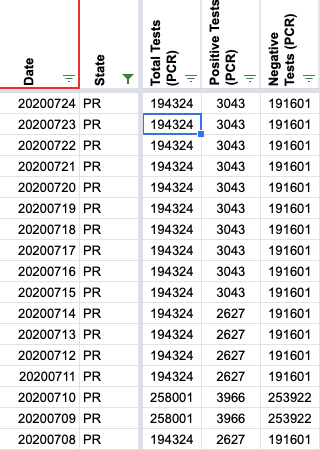 Date State Total Tests (PCR) Positive Tests (PCR) Negative Tests (PCR)
20200724 PR 194324 3043 191601
20200723 PR 194324 3043 191601
20200722 PR 194324 3043 191601
20200721 PR 194324 3043 191601
20200720 PR 194324 3043 191601
20200719 PR 194324 3043 191601
20200718 PR 194324 3043 191601
20200717 PR 194324 3043 191601
20200716 PR 194324 3043 191601
20200715 PR 194324 3043 191601
20200714 PR 194324 2627 191601
20200713 PR 194324 2627 191601
20200712 PR 194324 2627 191601
20200711 PR 194324 2627 191601
20200710 PR 258001 3966 253922
20200709 PR 258001 3966 253922
20200708 PR 194324 2627 191601